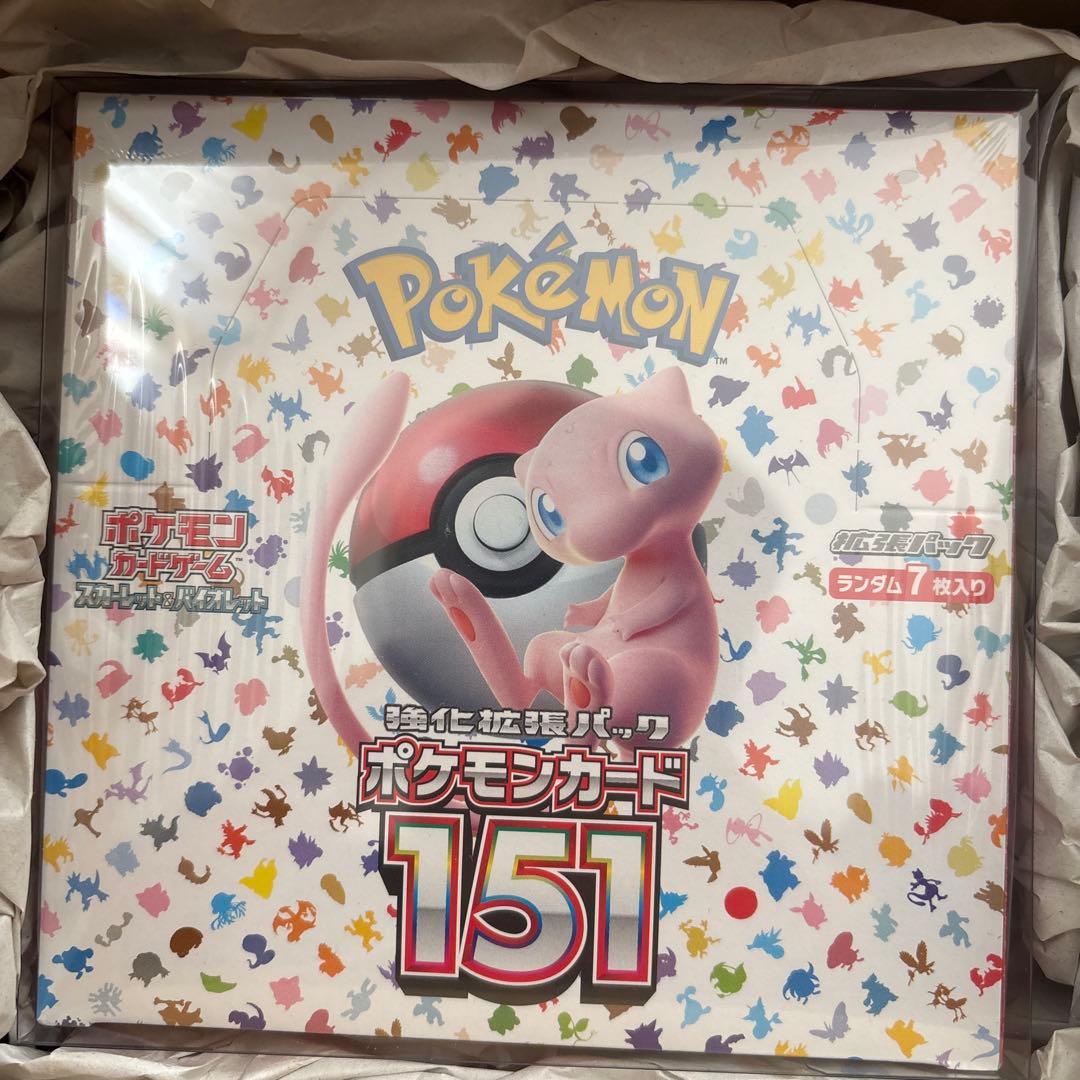 POKéMON
TM
ポケモン
カードゲーム
TM
スカーレット&バイオレット
拡張パック
ランダム7枚入り
強化拡張パック
ポケモンカード
151